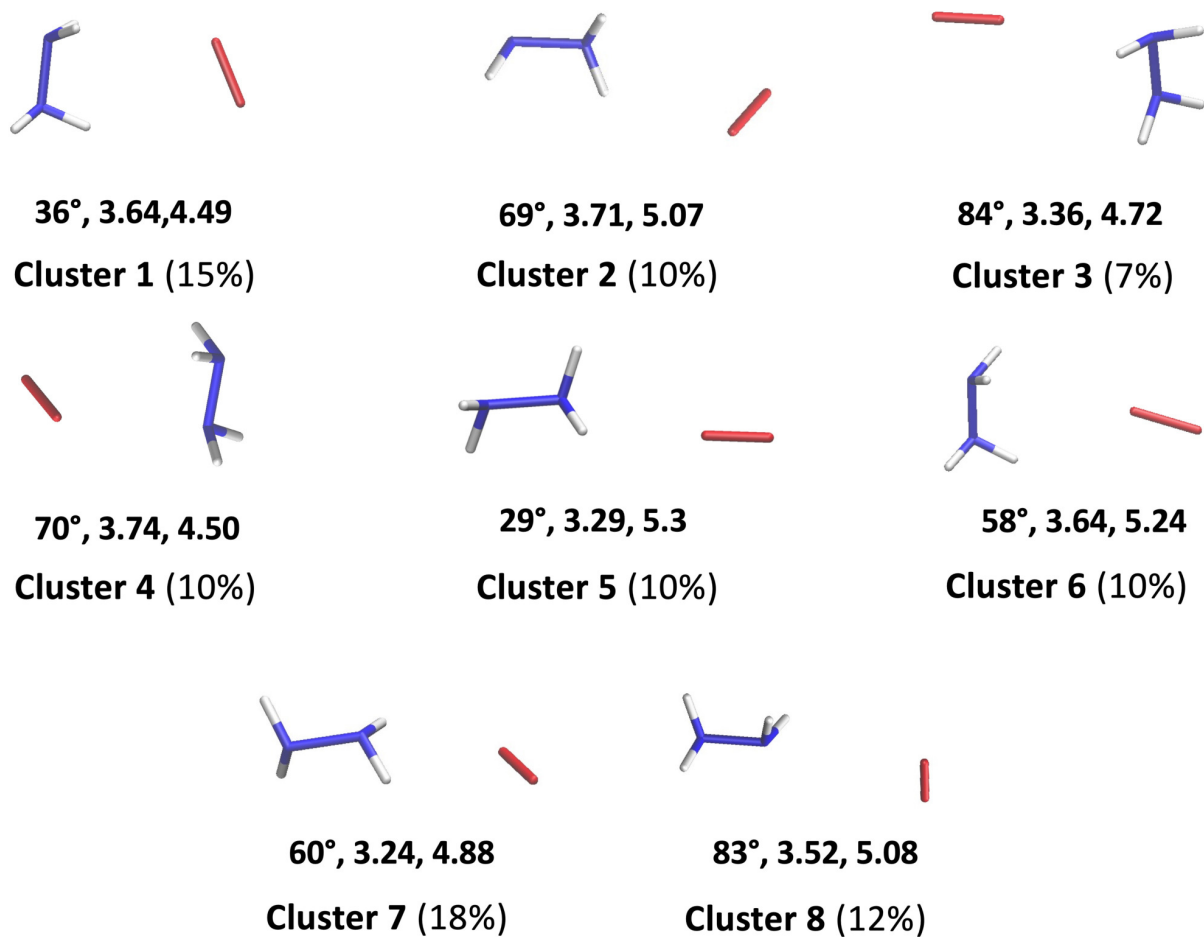 36°, 3.64,4.49
69°, 3.71, 5.07
84°, 3.36, 4.72
Cluster 1 (15%)
Cluster 2 (10%)
Cluster 3 (7%)
70°, 3.74, 4.50
29°, 3.29, 5.3
58°, 3.64, 5.24
Cluster 4 (10%)
Cluster 5 (10%)
Cluster 6 (10%)
60°, 3.24, 4.88
83°, 3.52, 5.08
Cluster 7 (18%)
Cluster 8 (12%)